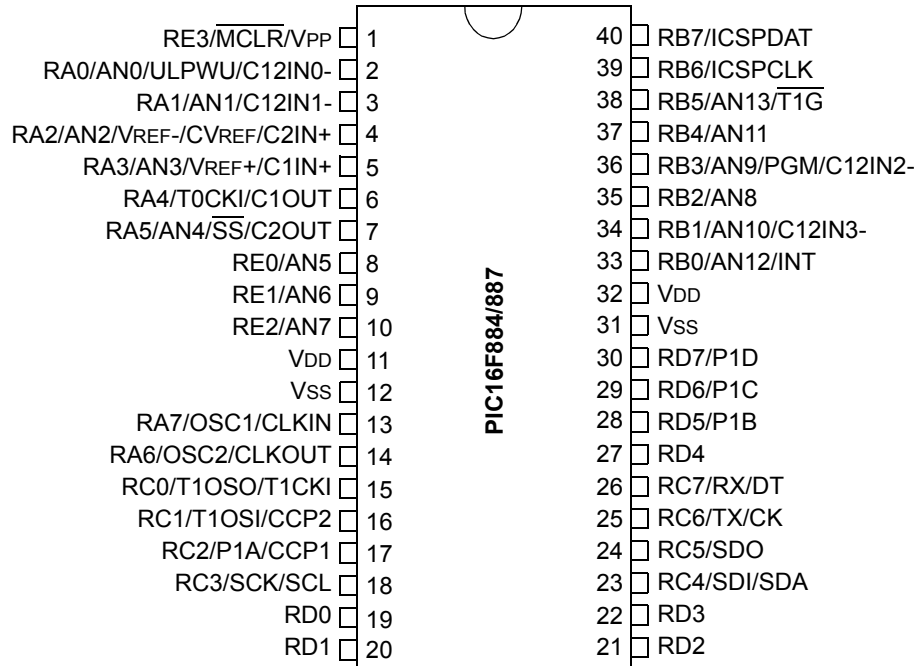 RE3/MCLR/VPP 1
RA0/AN0/ULPWU/C12IN0- 2
RA1/AN1/C12IN1- 3
RA2/AN2/VREF-/CVREF/C2IN+ 4
RA3/AN3/VREF+/C1IN+ 5
RA4/T0CKI/C1OUT 6
RA5/AN4/SS/C2OUT 7
RE0/AN5 8
RE1/AN6 9
RE2/AN7 10
VDD 11
VSS 12
RA7/OSC1/CLKIN 13
RA6/OSC2/CLKOUT 14
RC0/T1OSO/T1CKI 15
RC1/T1OSI/CCP2 16
RC2/P1A/CCP1 17
RC3/SCK/SCL 18
RD0 19
RD1 20
PIC16F884/887
40 RB7/ICSPDAT
39 RB6/ICSPCLK
38 RB5/AN13/T1G
37 RB4/AN11
36 RB3/AN9/PGM/C12IN2-
35 RB2/AN8
34 RB1/AN10/C12IN3-
33 RB0/AN12/INT
32 VDD
31 VSS
30 RD7/P1D
29 RD6/P1C
28 RD5/P1B
27 RD4
26 RC7/RX/DT
25 RC6/TX/CK
24 RC5/SDO
23 RC4/SDI/SDA
22 RD3
21 RD2